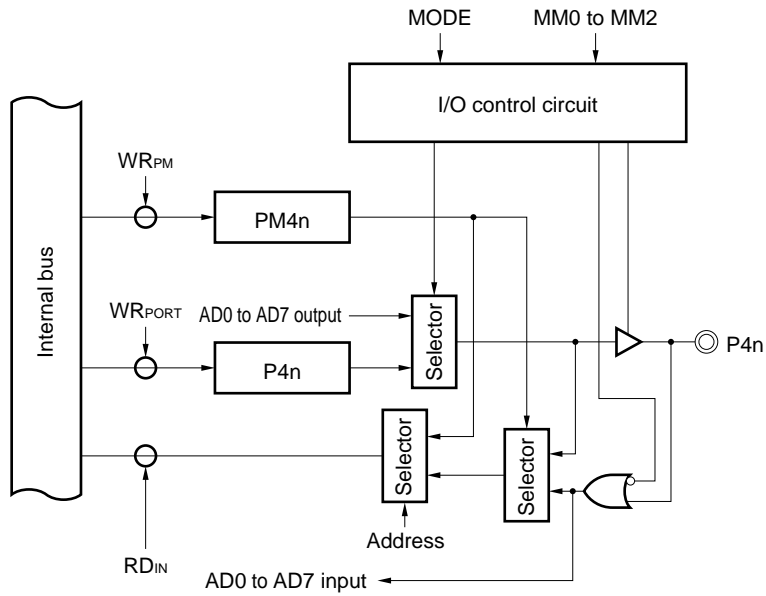 MODE
MM0 to MM2
I/O control circuit
WRPM
PM4n
Internal bus
WRPORT
AD0 to AD7 output
Selector
P4n
P4n
Selector
Selector
Address
RDIN
AD0 to AD7 input